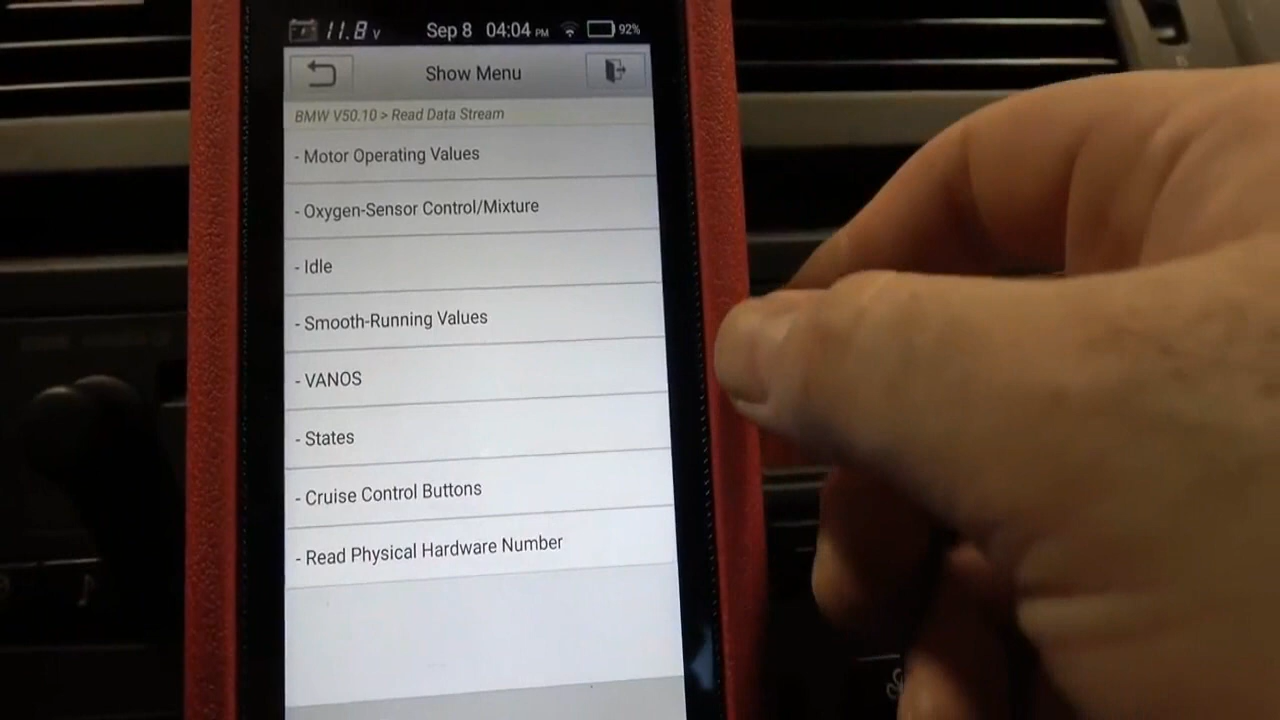 11.8 v Sep 8 04:04 PM 92%
Show Menu
BMW V50.10 > Read Data Stream
- Motor Operating Values
- Oxygen-Sensor Control/Mixture
- Idle
- Smooth-Running Values
- VANOS
- States
- Cruise Control Buttons
- Read Physical Hardware Number